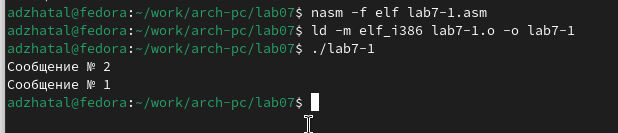 adzhatal@fedora:~/work/arch-pc/lab07$ nasm -f elf lab7-1.asm
adzhatal@fedora:~/work/arch-pc/lab07$ ld -m elf_i386 lab7-1.o -o lab7-1
adzhatal@fedora:~/work/arch-pc/lab07$ ./lab7-1
Сообщение № 2
Сообщение № 1
adzhatal@fedora:~/work/arch-pc/lab07$